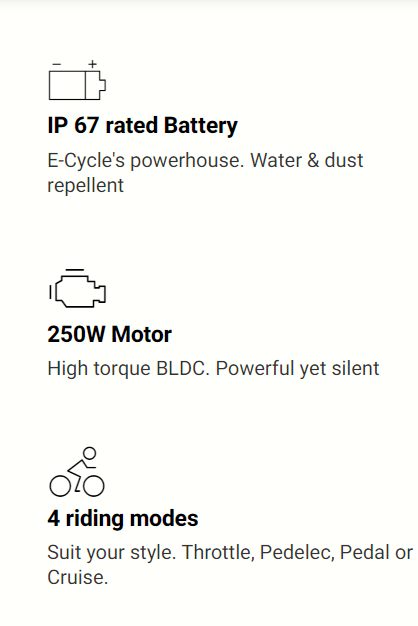 IP 67 rated Battery
E-Cycle's powerhouse. Water & dust
repellent
250W Motor
High torque BLDC. Powerful yet silent
4 riding modes
Suit your style. Throttle, Pedelec, Pedal or
Cruise.